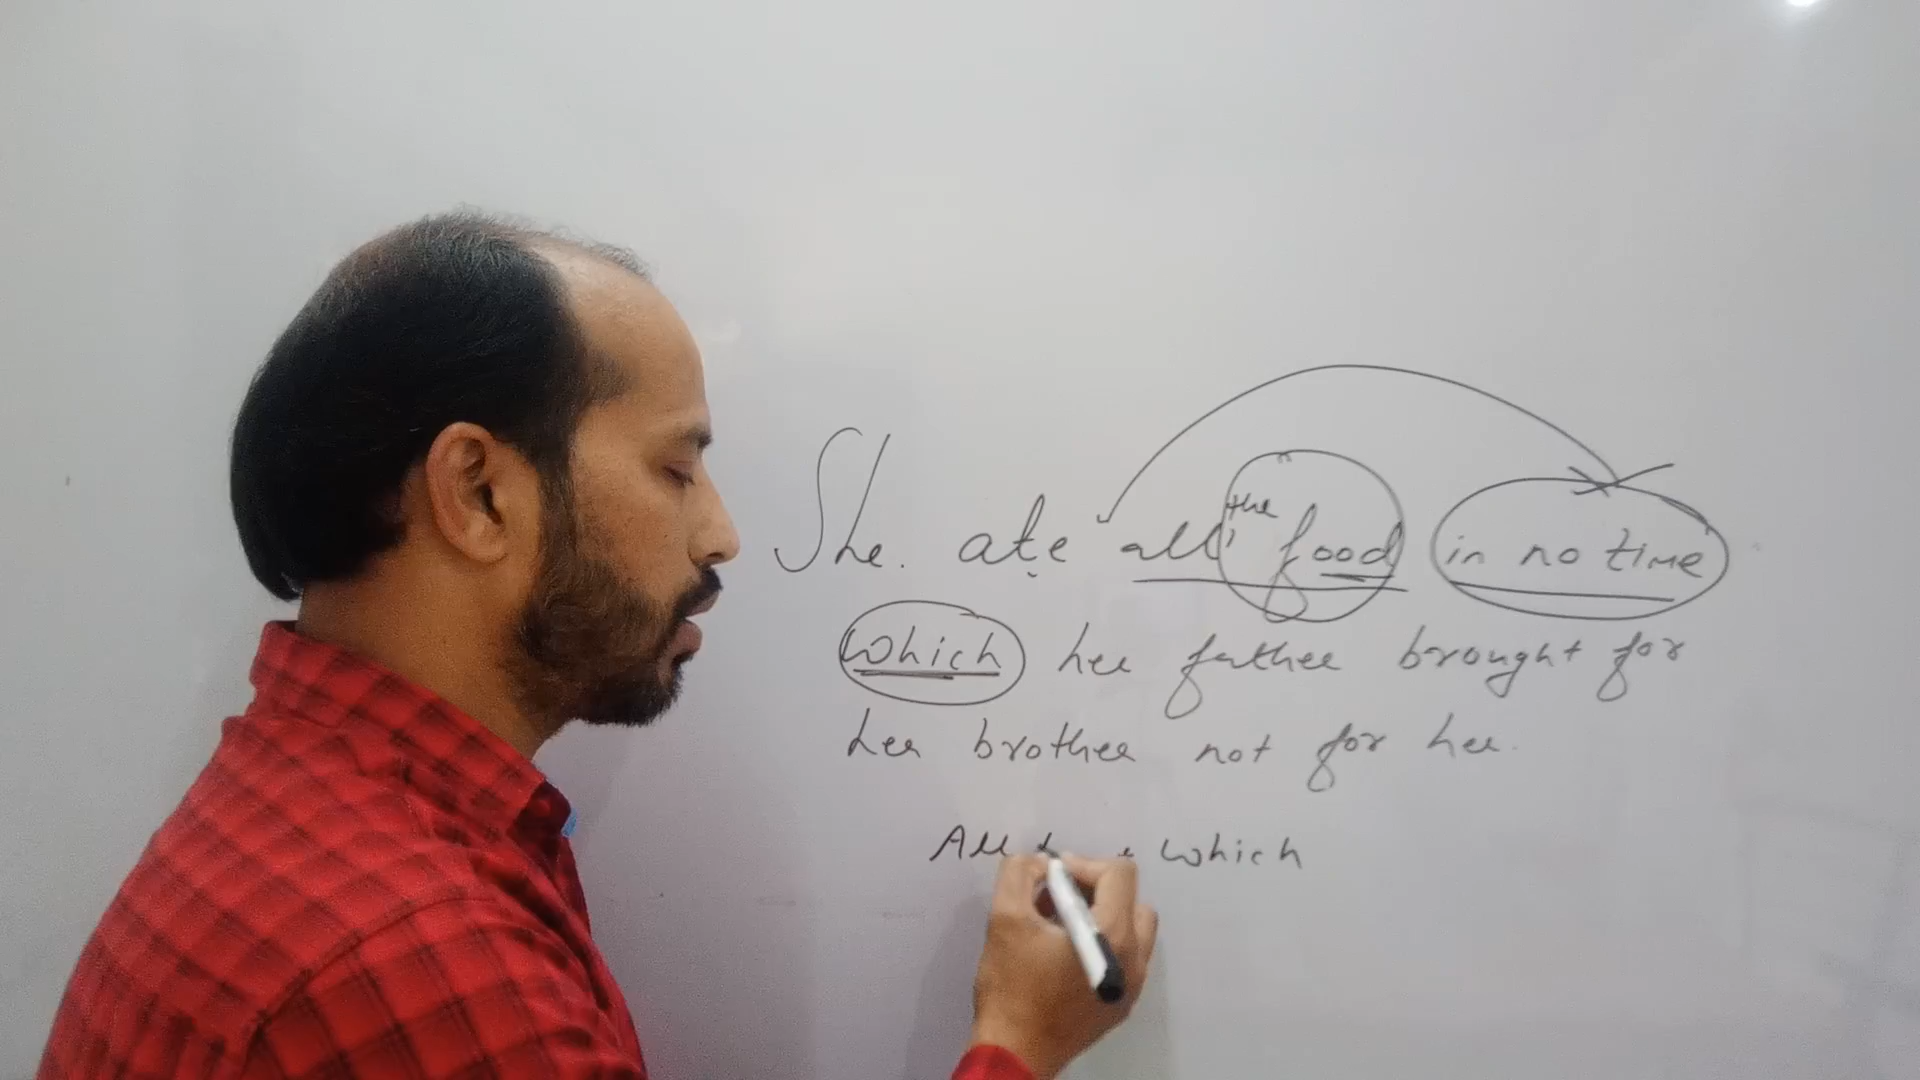 She ate all the food in no time
which her father brought for
her brother not for her.
All which